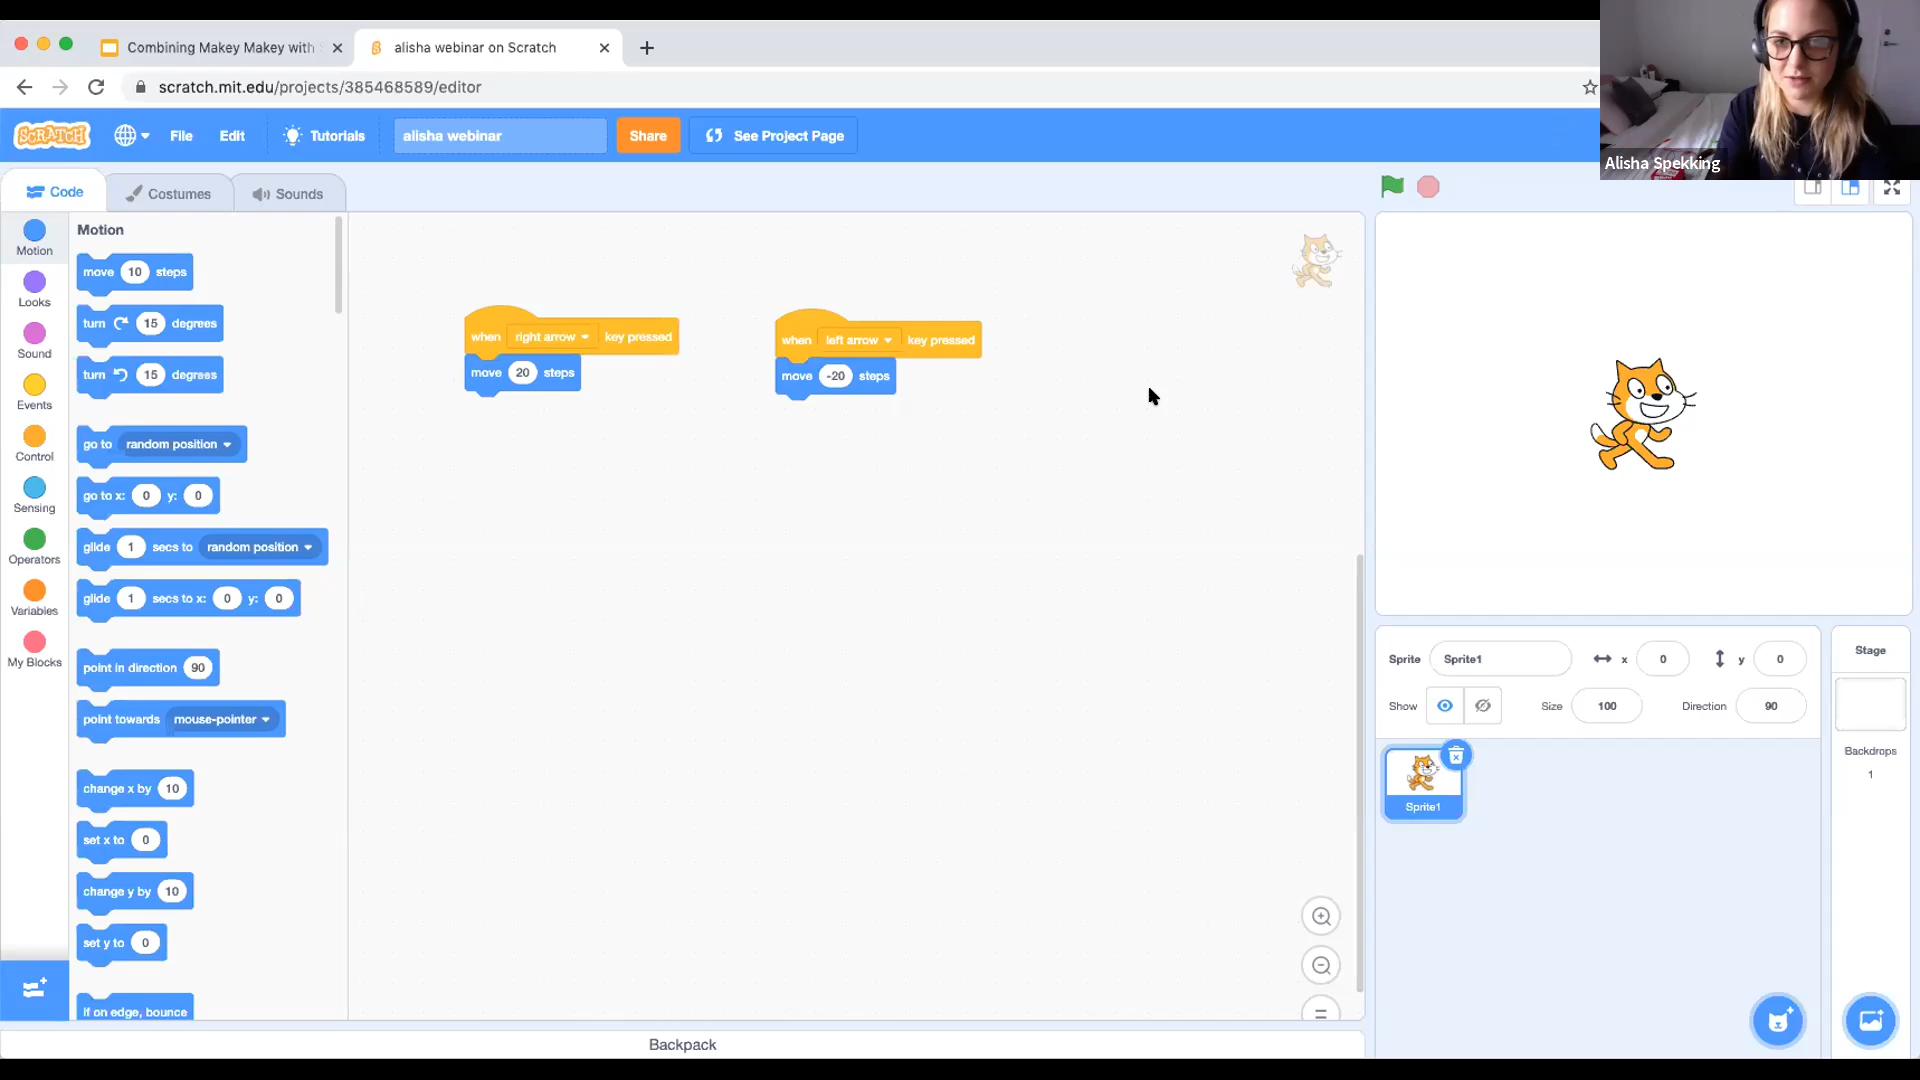 Combining Makey Makey with
alisha webinar on Scratch
scratch.mit.edu/projects/385468589/editor
SCRATCH
File
Edit
Tutorials
alisha webinar
Share
See Project Page
Alisha Spekking
Code
Costumes
Sounds
Motion
Looks
Sound
Events
Control
Sensing
Operators
Variables
My Blocks
Motion
move 10 steps
turn 15 degrees
turn 15 degrees
go to random position
go to x: 0 y: 0
glide 1 secs to random position
glide 1 secs to x: 0 y: 0
point in direction 90
point towards mouse-pointer
change x by 10
set x to 0
change y by 10
set y to 0
if on edge, bounce
when right arrow key pressed
move 20 steps
when left arrow key pressed
move -20 steps
Backpack
Sprite Sprite1 x 0 y 0
Show Size 100 Direction 90
Sprite1
Stage
Backdrops
1